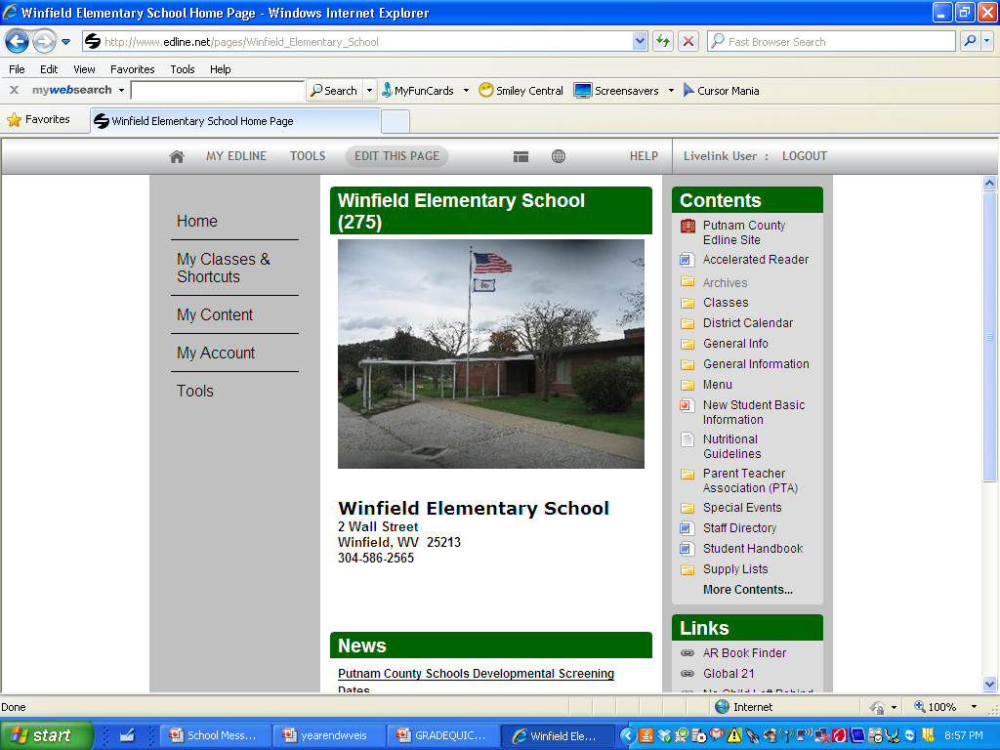 Winfield Elementary School Home Page - Windows Internet Explorer
http://www.edline.net/pages/Winfield_Elementary_School
Fast Browser Search
File Edit View Favorites Tools Help
X mywebsearch Search MyFunCards Smiley Central Screensavers Cursor Mania
Favorites Winfield Elementary School Home Page
MY EDLINE TOOLS EDIT THIS PAGE HELP Livelink User : LOGOUT
Home
My Classes &
Shortcuts
My Content
My Account
Tools
Winfield Elementary School
(275)
Winfield Elementary School
2 Wall Street
Winfield, WV 25213
304-586-2565
News
Putnam County Schools Developmental Screening
Dates
Contents
Putnam County
Edline Site
Accelerated Reader
Archives
Classes
District Calendar
General Info
General Information
Menu
New Student Basic
Information
Nutritional
Guidelines
Parent Teacher
Association (PTA)
Special Events
Staff Directory
Student Handbook
Supply Lists
More Contents...
Links
AR Book Finder
Global 21
No Child Left Behind
Done Internet 100%
start School Mess... yearendwveis GRADEQUIC... Winfield Ele... 8:57 PM